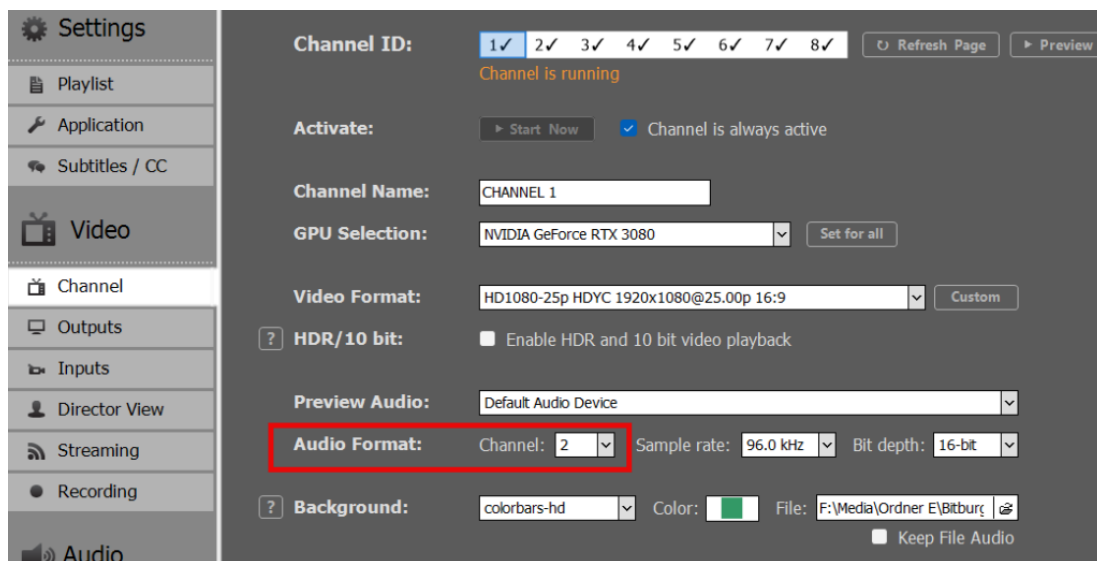 Settings
Playlist
Application
Subtitles / CC
Video
Channel
Outputs
Inputs
Director View
Streaming
Recording
Audio
Channel ID: 1✓ 2✓ 3✓ 4✓ 5✓ 6✓ 7✓ 8✓ Refresh Page Preview
Channel is running
Activate: Start Now Channel is always active
Channel Name: CHANNEL 1
GPU Selection: NVIDIA GeForce RTX 3080 Set for all
Video Format: HD1080-25p HDYC 1920x1080@25.00p 16:9 Custom
? HDR/10 bit: Enable HDR and 10 bit video playback
Preview Audio: Default Audio Device
Audio Format: Channel: 2 Sample rate: 96.0 kHz Bit depth: 16-bit
? Background: colorbars-hd Color: File: F:\Media\Ordner E\Bitburg
Keep File Audio